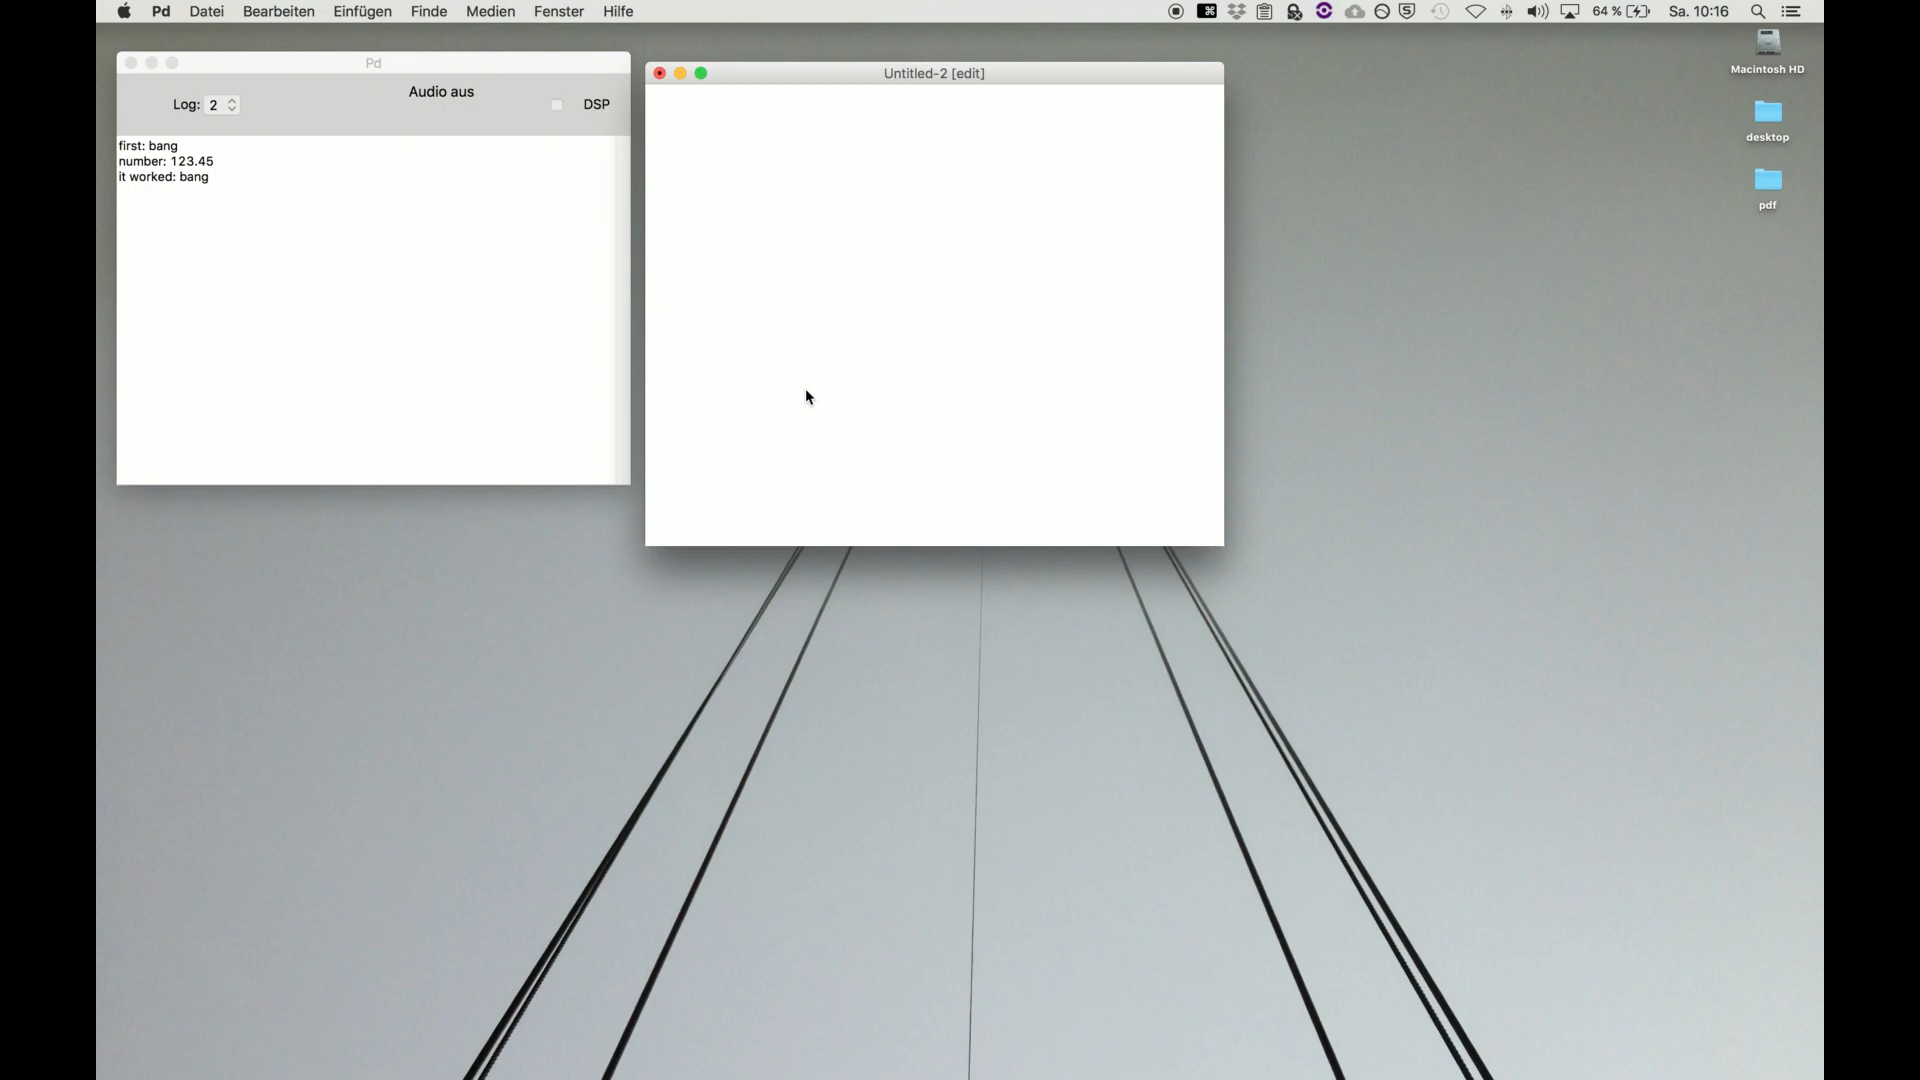 Pd Datei Bearbeiten Einfügen Finde Medien Fenster Hilfe 64 % Sa. 10:16
Macintosh HD
desktop
pdf
Pd
Audio aus
Log: 2 DSP
first: bang
number: 123.45
it worked: bang
Untitled-2 [edit]